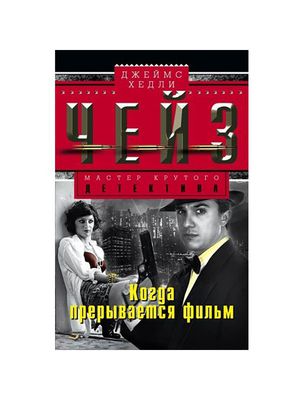 ДЖЕЙМС
ХЕДЛИ
ЧЕЙЗ
МАСТЕР КРУТОГО
ДЕТЕКТИВА
Когда
прерывается фильм